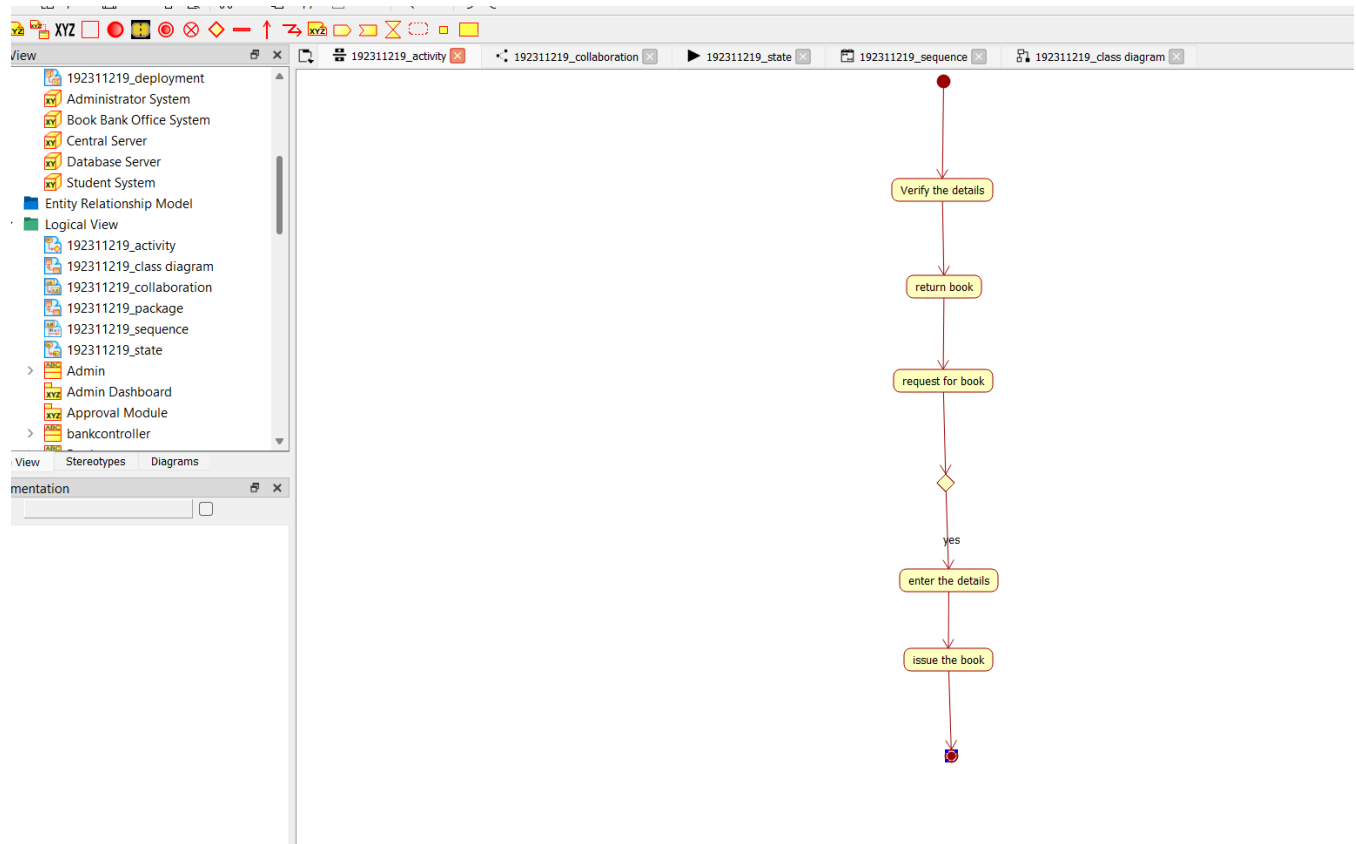 XYZ
View
192311219_activity
192311219_collaboration
192311219_state
192311219_sequence
192311219_class diagram
192311219_deployment
Administrator System
Book Bank Office System
Central Server
Database Server
Student System
Entity Relationship Model
Logical View
192311219_activity
192311219_class diagram
192311219_collaboration
192311219_package
192311219_sequence
192311219_state
Admin
Admin Dashboard
Approval Module
bankcontroller
View
Stereotypes
Diagrams
mentation
Verify the details
return book
request for book
yes
enter the details
issue the book